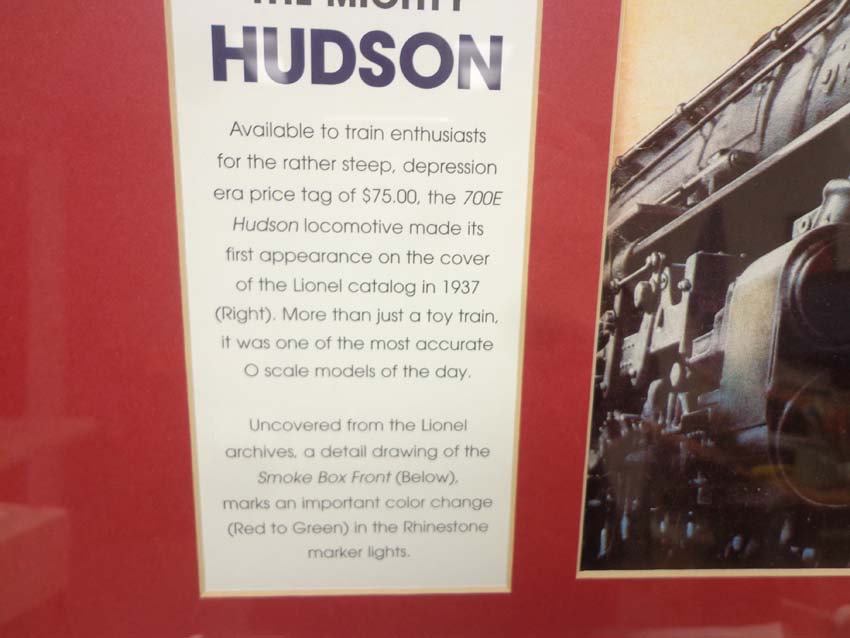 THE MIGHTY
HUDSON
Available to train enthusiasts
for the rather steep, depression
era price tag of $75.00, the 700E
Hudson locomotive made its
first appearance on the cover
of the Lionel catalog in 1937
(Right). More than just a toy train,
it was one of the most accurate
O scale models of the day.
Uncovered from the Lionel
archives, a detail drawing of the
Smoke Box Front (Below),
marks an important color change
(Red to Green) in the Rhinestone
marker lights.